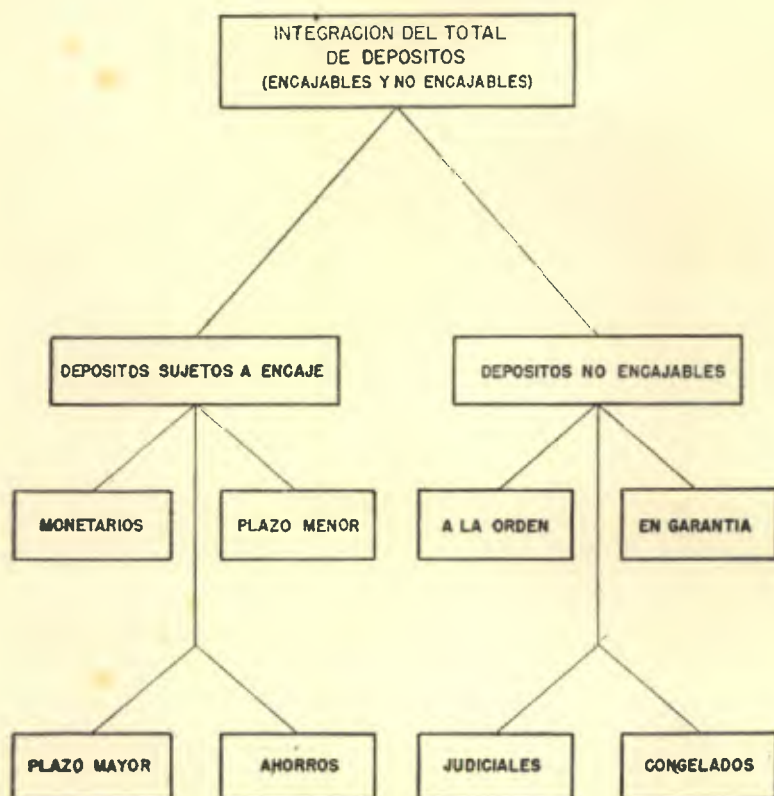 INTEGRACION DEL TOTAL
DE DEPOSITOS
(ENCAJABLES Y NO ENCAJABLES)
DEPOSITOS SUJETOS A ENCAJE
DEPOSITOS NO ENCAJABLES
MONETARIOS
PLAZO MENOR
A LA ORDEN
EN GARANTIA
PLAZO MAYOR
AHORROS
JUDICIALES
CONGELADOS